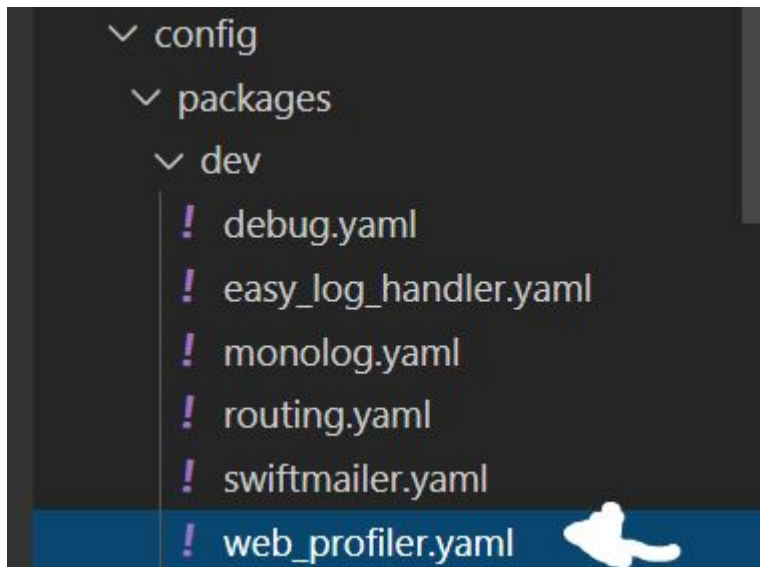 config
packages
dev
! debug.yaml
! easy_log_handler.yaml
! monolog.yaml
! routing.yaml
! swiftmailer.yaml
! web_profiler.yaml